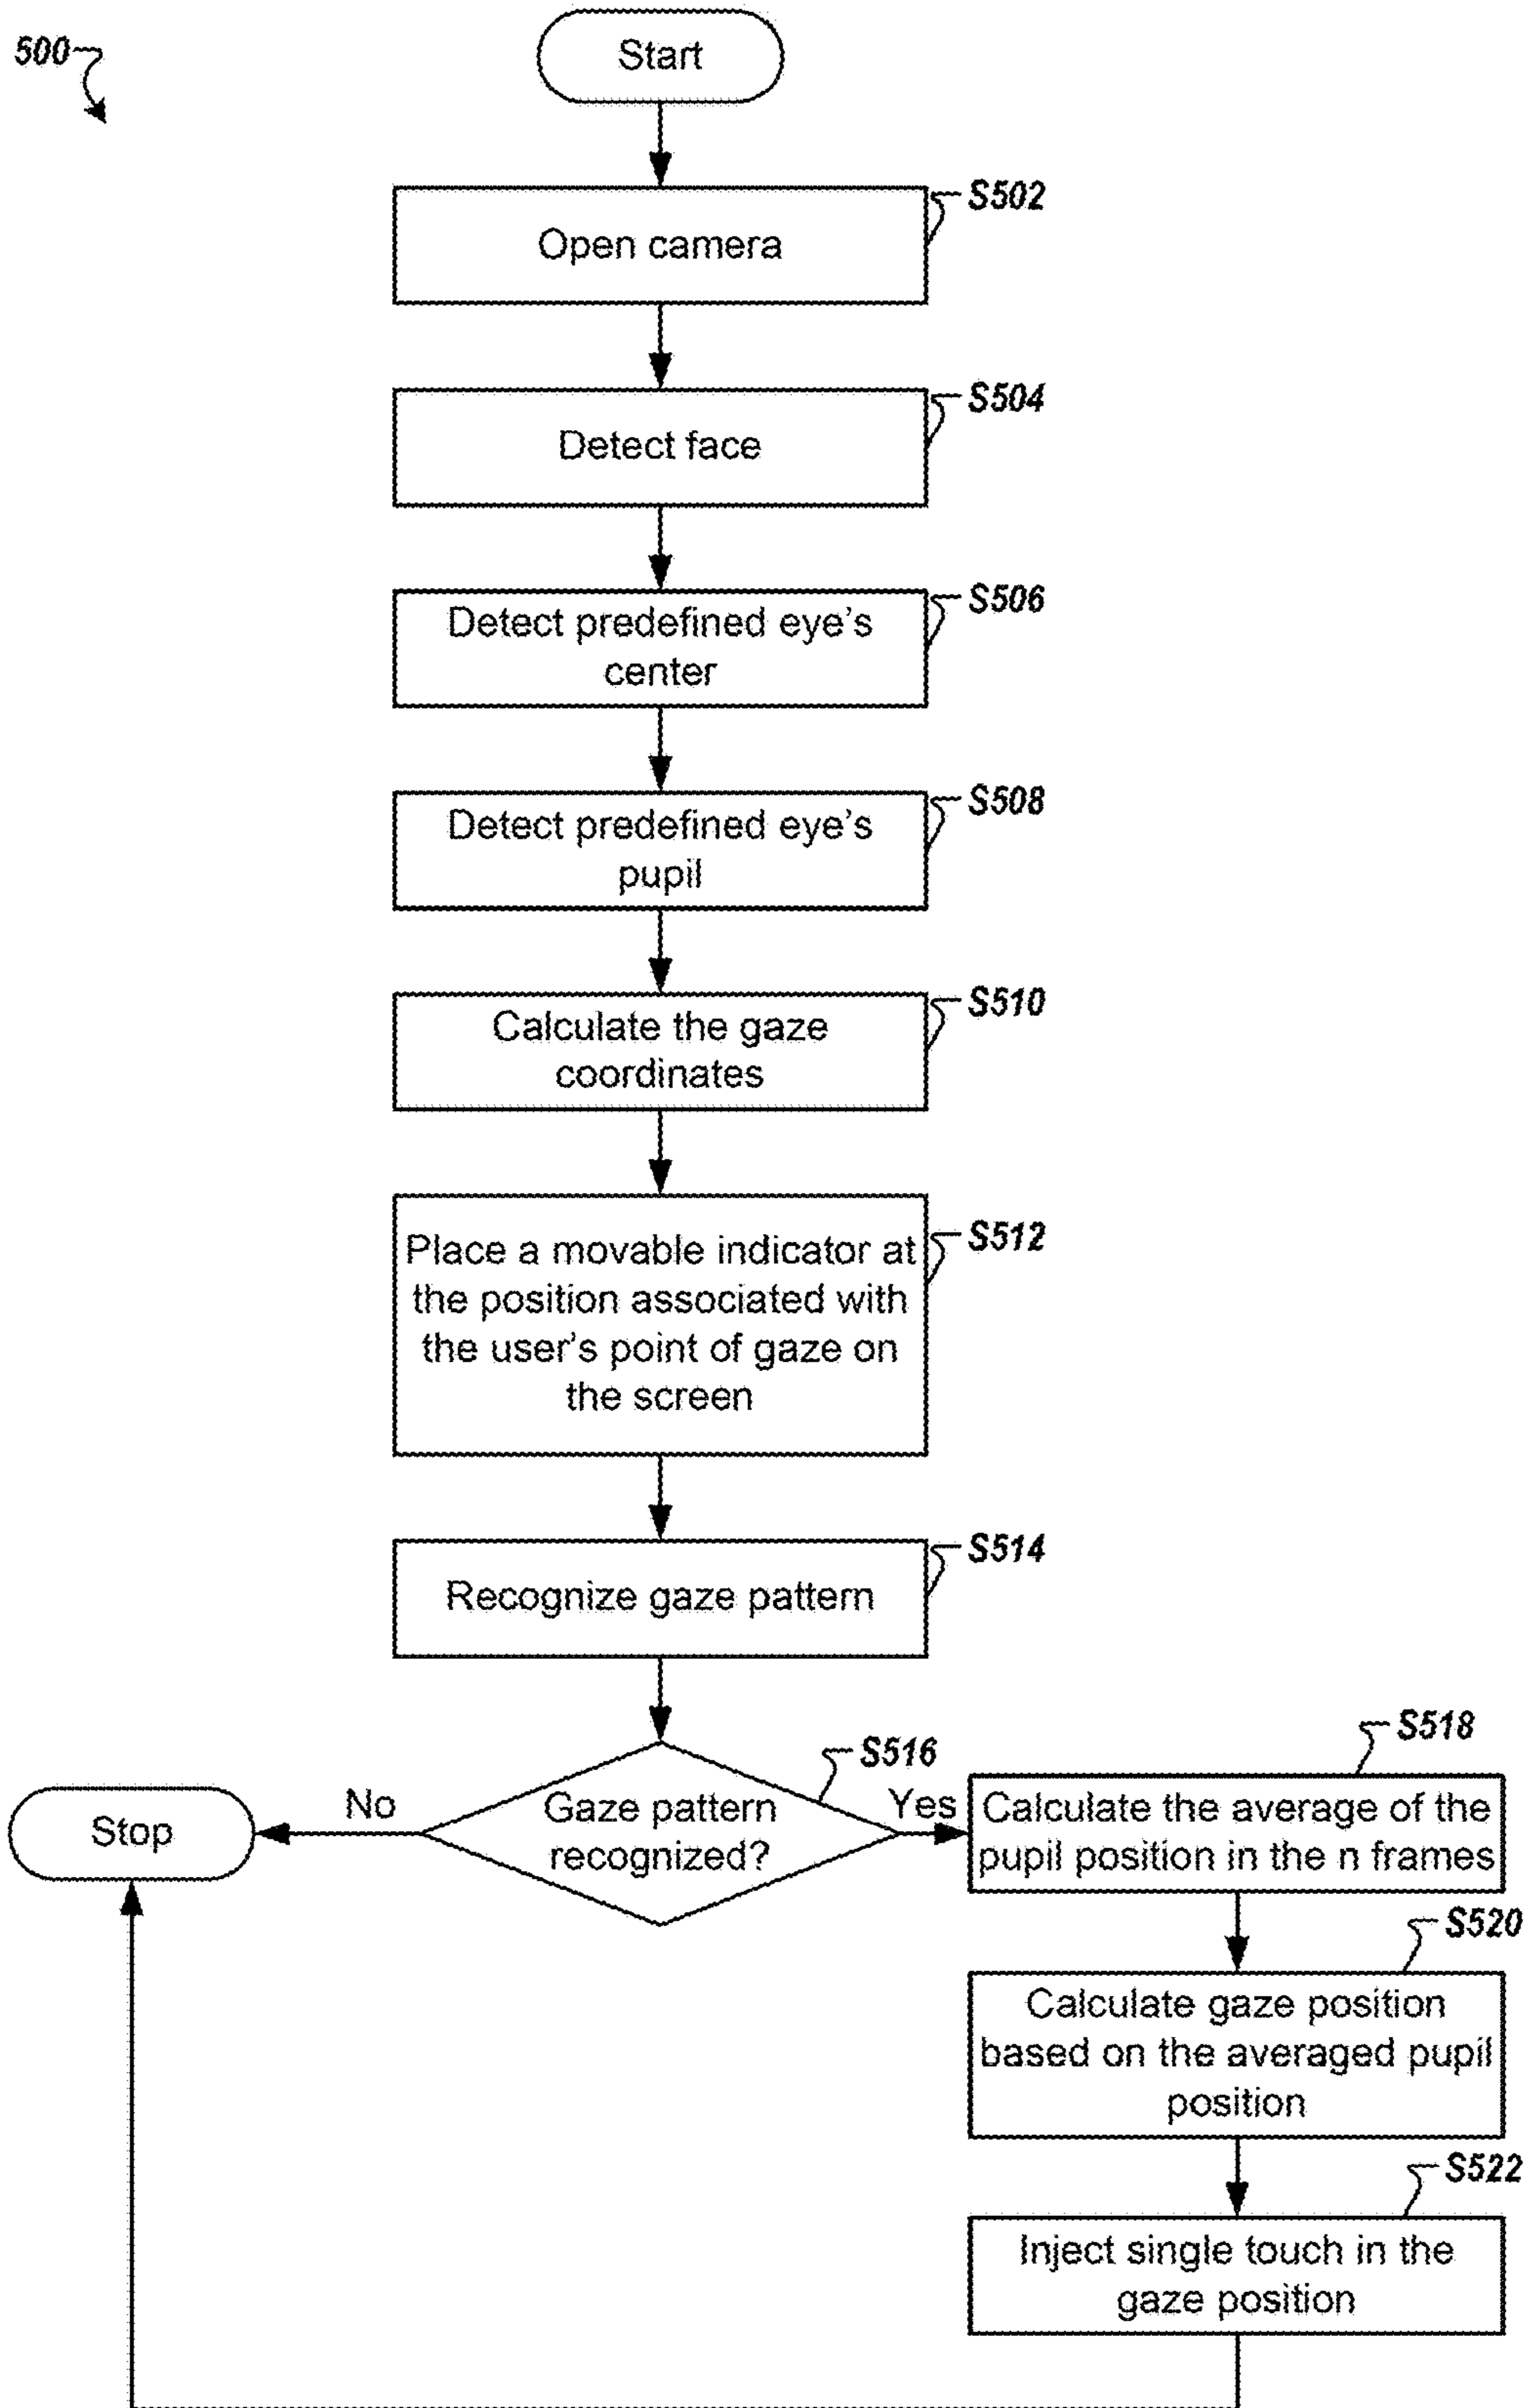 500
Start
S502
Open camera
S504
Detect face
S506
Detect predefined eye's
center
S508
Detect predefined eye's
pupil
S510
Calculate the gaze
coordinates
S512
Place a movable indicator at
the position associated with
the user's point of gaze on
the screen
S514
Recognize gaze pattern
S516
Gaze pattern
recognized?
No
Stop
Yes
S518
Calculate the average of the
pupil position in the n frames
S520
Calculate gaze position
based on the averaged pupil
position
S522
Inject single touch in the
gaze position